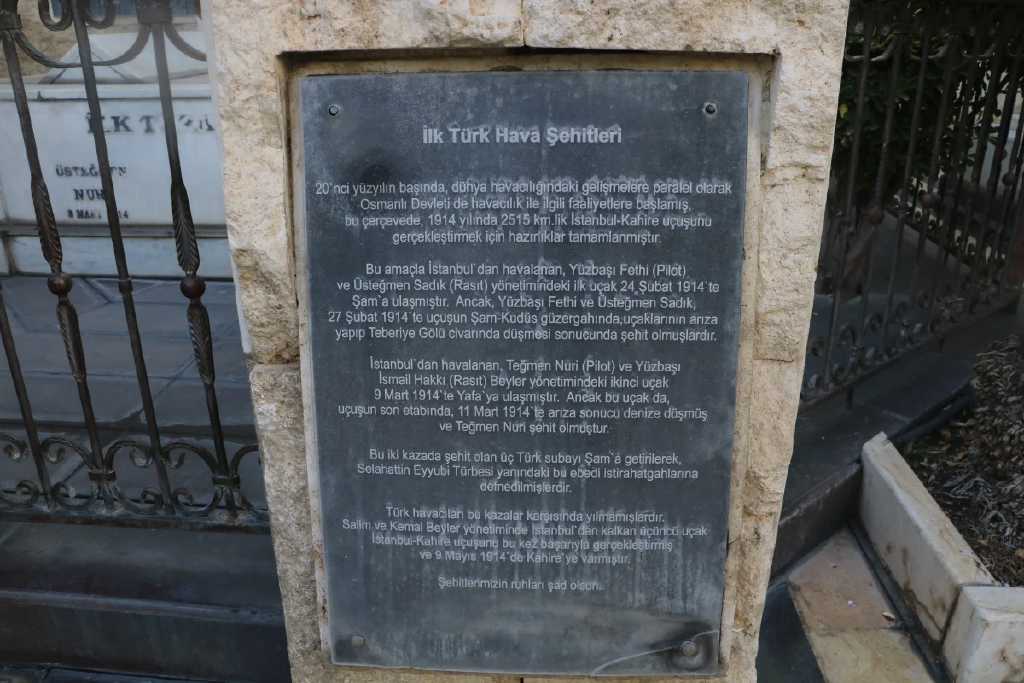 İLK T
ÜSTEĞMEN
NUR
8 MART 14
İlk Türk Hava Şehitleri
20`nci yüzyılın başında, dünya havacılığındaki gelişmelere paralel olarak
Osmanlı Devleti de havacılık ile ilgili faaliyetlere başlamış,
bu çerçevede, 1914 yılında 2515 km.lik İstanbul-Kahire uçuşunu
gerçekleştirmek için hazırlıklar tamamlanmıştır.
Bu amaçla İstanbul`dan havalanan, Yüzbaşı Fethi (Pilot)
ve Üsteğmen Sadık (Rasıt) yönetimindeki ilk uçak 24 Şubat 1914`te
Şam`a ulaşmıştır. Ancak, Yüzbaşı Fethi ve Üsteğmen Sadık,
27 Şubat 1914`te uçuşun Şam-Kudüs güzergahında,uçaklarının arıza
yapıp Teberiye Gölü civarında düşmesi sonucunda şehit olmuşlardır.
İstanbul`dan havalanan, Teğmen Nuri (Pilot) ve Yüzbaşı
İsmail Hakkı (Rasıt) Beyler yönetimindeki ikinci uçak
9 Mart 1914`te Yafa`ya ulaşmıştır. Ancak bu uçak da,
uçuşun son etabında, 11 Mart 1914`te arıza sonucu denize düşmüş
ve Teğmen Nuri şehit olmuştur.
Bu iki kazada şehit olan üç Türk subayı Şam`a getirilerek,
Selahattin Eyyubi Türbesi yanındaki bu ebedi istirahatgahlarına
defnedilmişlerdir.
Türk havacıları bu kazalar karşısında yılmamışlardır.
Salim ve Kemal Beyler yönetiminde İstanbul`dan kalkan üçüncü uçak
İstanbul-Kahire uçuşunu bu kez başarıyla gerçekleştirmiş
ve 9 Mayıs 1914`de Kahire`ye varmıştır.
Şehitlerimizin ruhları şad olsun.